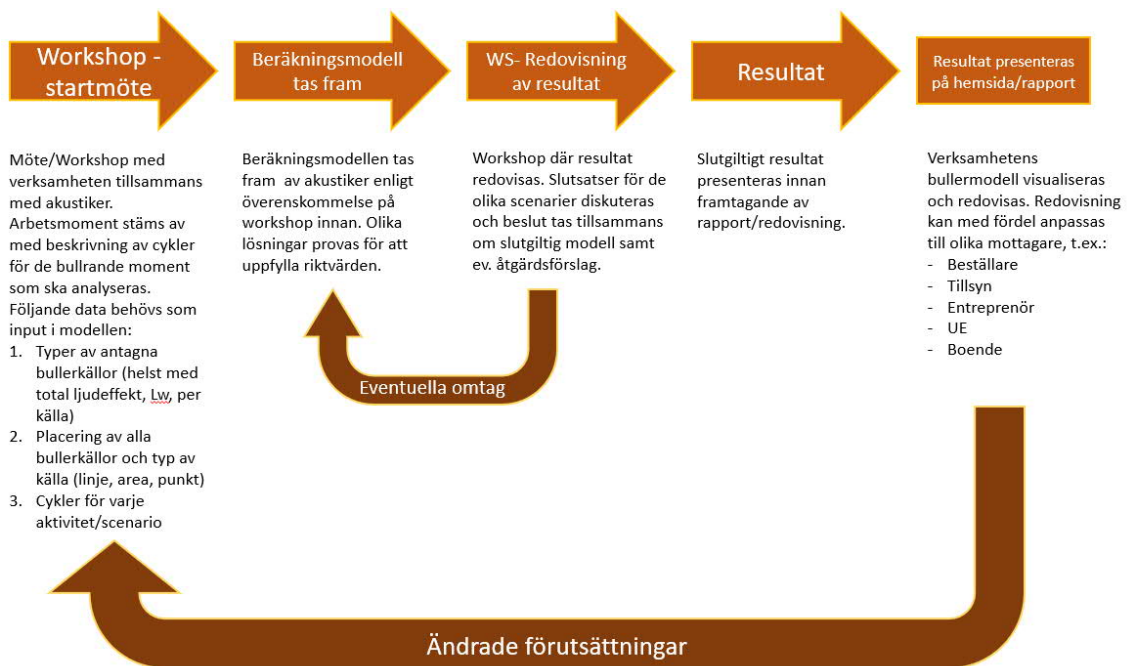 Workshop -
startmöte
Beräkningsmodell
tas fram
WS- Redovisning
av resultat
Resultat
Resultat presenteras
på hemsida/rapport
Möte/Workshop med
verksamheten tillsammans
med akustiker.
Arbetsmoment stäms av
med beskrivning av cykler
för de bullrande moment
som ska analyseras.
Följande data behövs som
input i modellen:
1. Typer av antagna
bullerkällor (helst med
total ljudeffekt, Lw, per
källa)
2. Placering av alla
bullerkällor och typ av
källa (linje, area, punkt)
3. Cykler för varje
aktivitet/scenario
Beräkningsmodellen tas
fram av akustiker enligt
överenskommelse på
workshop innan. Olika
lösningar provas för att
uppfylla riktvärden.
Workshop där resultat
redovisas. Slutsatser för de
olika scenarier diskuteras
och beslut tas tillsammans
om slutgiltig modell samt
ev. åtgärdsförslag.
Eventuella omtag
Slutgiltigt resultat
presenteras innan
framtagande av
rapport/redovisning.
Verksamhetens
bullermodell visualiseras
och redovisas. Redovisning
kan med fördel anpassas
till olika mottagare, t.ex.:
- Beställare
- Tillsyn
- Entreprenör
- UE
- Boende
Ändrade förutsättningar